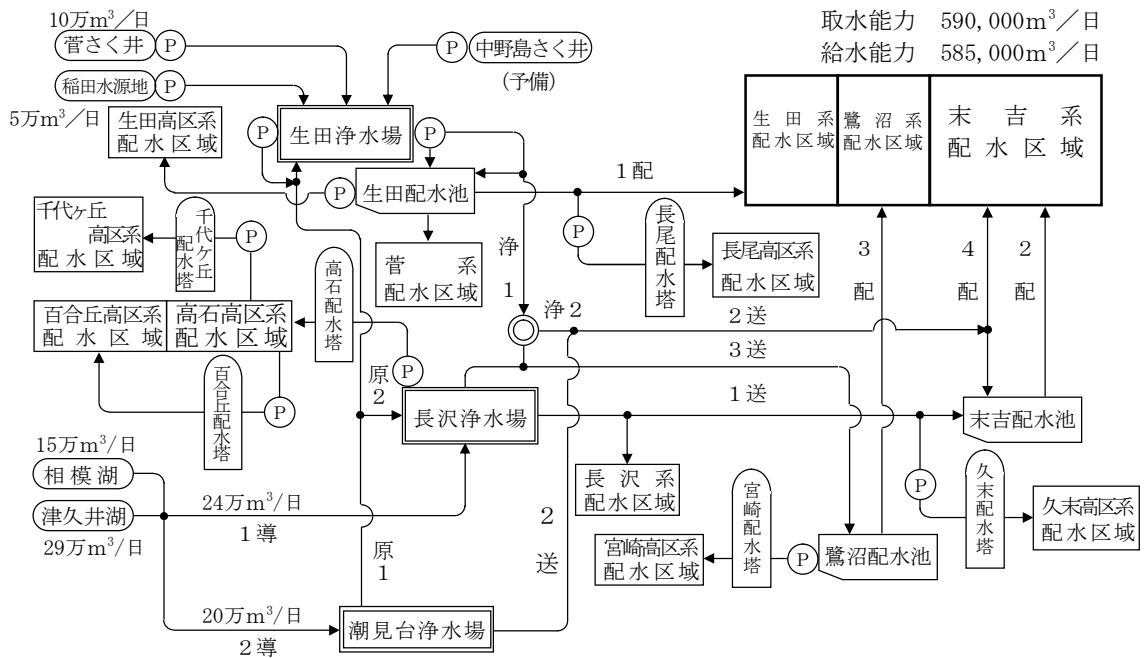 10万m³／日
菅さく井
P
P
中野島さく井
(予備)
稲田水源地
P
5万m³／日
取水能力 590,000m³／日
給水能力 585,000m³／日
生田高区系
配水区域
P
生田浄水場
P
生田系
配水区域
鷺沼系
配水区域
末吉系
配水区域
P
生田配水池
1配
千代ヶ丘
高区系
配水区域
千代ケ丘
配水塔
P
菅系
配水区域
浄
1
P
長尾配水塔
長尾高区系
配水区域
3
配
4
配
2
配
高石配水塔
百合丘高区系
配水区域
高石高区系
配水区域
浄2
2送
3送
P
原
2
百合丘配水塔
P
長沢浄水場
1送
末吉配水池
15万m³/日
相模湖
津久井湖
29万m³/日
24万m³/日
1導
長沢系
配水区域
宮崎配水塔
P
久末配水塔
久末高区系
配水区域
原
1
2
送
宮崎高区系
配水区域
P
鷺沼配水池
20万m³/日
2導
潮見台浄水場